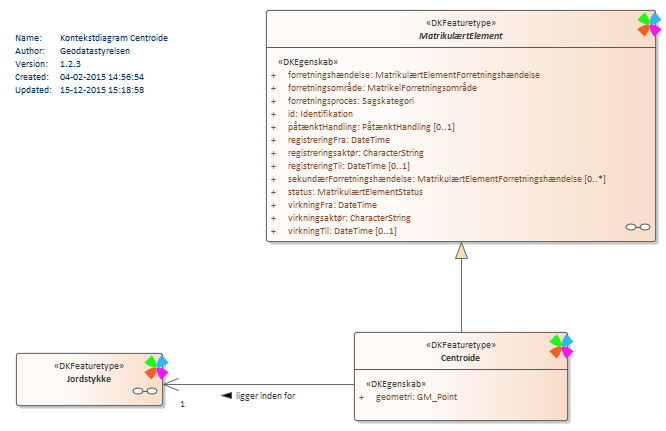 Name: Kontekstdiagram Centroide
Author: Geodatastyrelsen
Version: 1.2.3
Created: 04-02-2015 14:56:54
Updated: 15-12-2015 15:18:58
«DKFeaturetype»
MatrikulærtElement
«DKEgenskab»
+ forretningshændelse: MatrikulærtElementForretningshændelse
+ forretningsområde: MatrikelForretningsområde
+ forretningsproces: Sagskategori
+ id: Identifikation
+ påtænktHandling: PåtænktHandling [0..1]
+ registreringFra: DateTime
+ registreringsaktør: CharacterString
+ registreringTil: DateTime [0..1]
+ sekundærForretningshændelse: MatrikulærtElementForretningshændelse [0..*]
+ status: MatrikulærtElementStatus
+ virkningFra: DateTime
+ virkningsaktør: CharacterString
+ virkningTil: DateTime [0..1]
«DKFeaturetype»
Centroide
«DKEgenskab»
+ geometri: GM_Point
«DKFeaturetype»
Jordstykke
1
ligger inden for